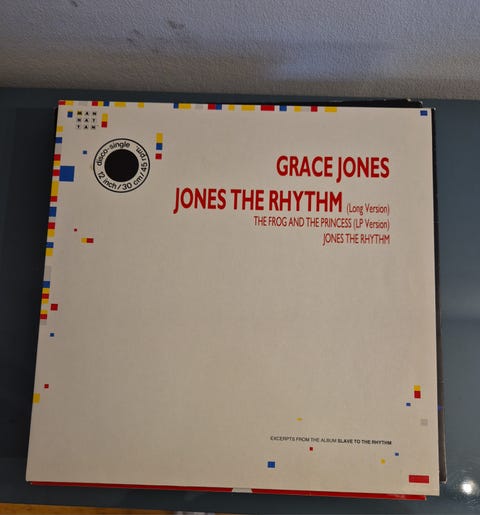 MAN
HAT
TAN
disco-single
12 inch/30 cm/45 rpm.
GRACE JONES
JONES THE RHYTHM (Long Version)
THE FROG AND THE PRINCESS (LP Version)
JONES THE RHYTHM
EXCERPTS FROM THE ALBUM SLAVE TO THE RHYTHM